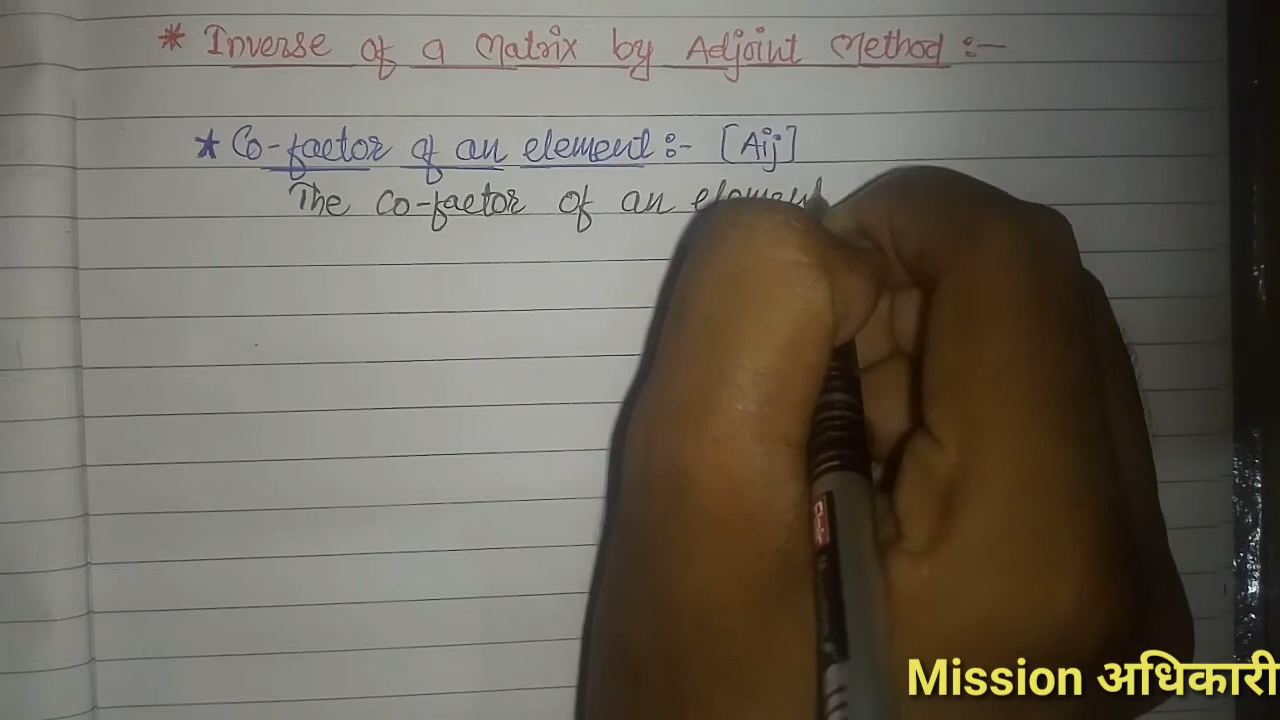 * Inverse of a Matrix by Adjoint Method :-
* Co-factor of an element :- [Aij]
The Co-factor of an element
Mission अधिकारी